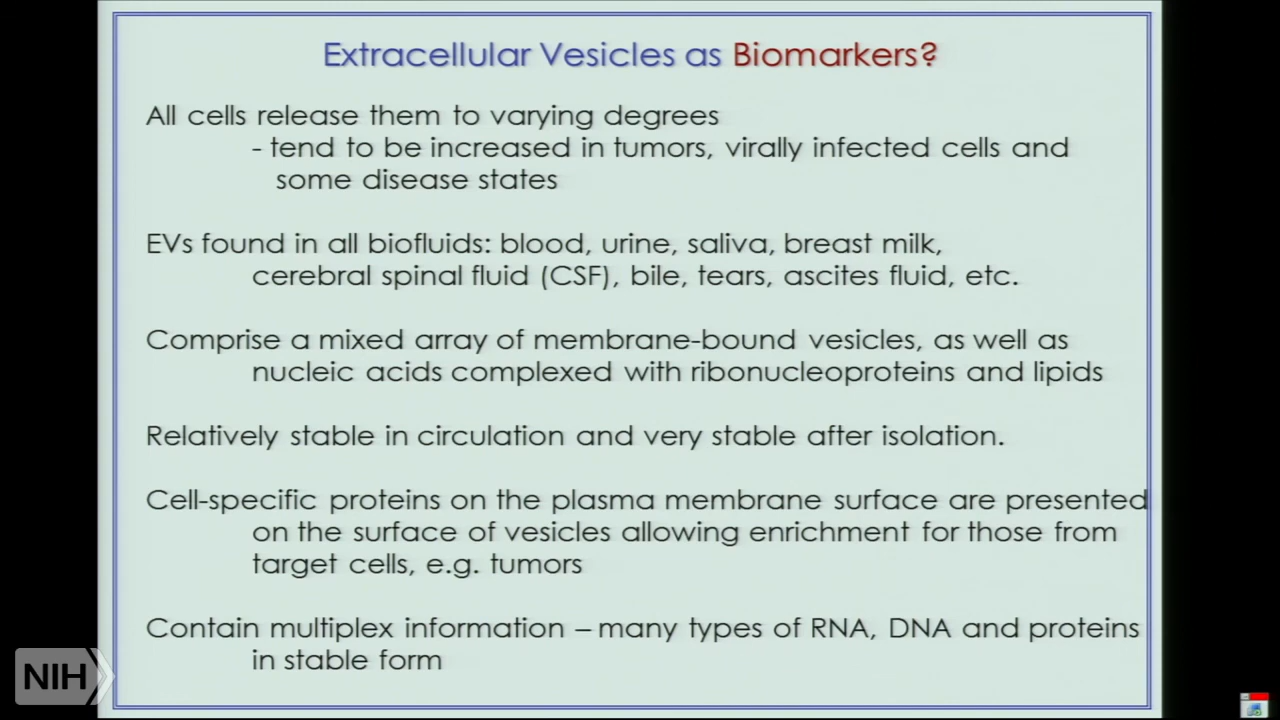 Extracellular Vesicles as Biomarkers?
All cells release them to varying degrees
- tend to be increased in tumors, virally infected cells and
some disease states
EVs found in all biofluids: blood, urine, saliva, breast milk,
cerebral spinal fluid (CSF), bile, tears, ascites fluid, etc.
Comprise a mixed array of membrane-bound vesicles, as well as
nucleic acids complexed with ribonucleoproteins and lipids
Relatively stable in circulation and very stable after isolation.
Cell-specific proteins on the plasma membrane surface are presented
on the surface of vesicles allowing enrichment for those from
target cells, e.g. tumors
Contain multiplex information – many types of RNA, DNA and proteins
in stable form
NIH